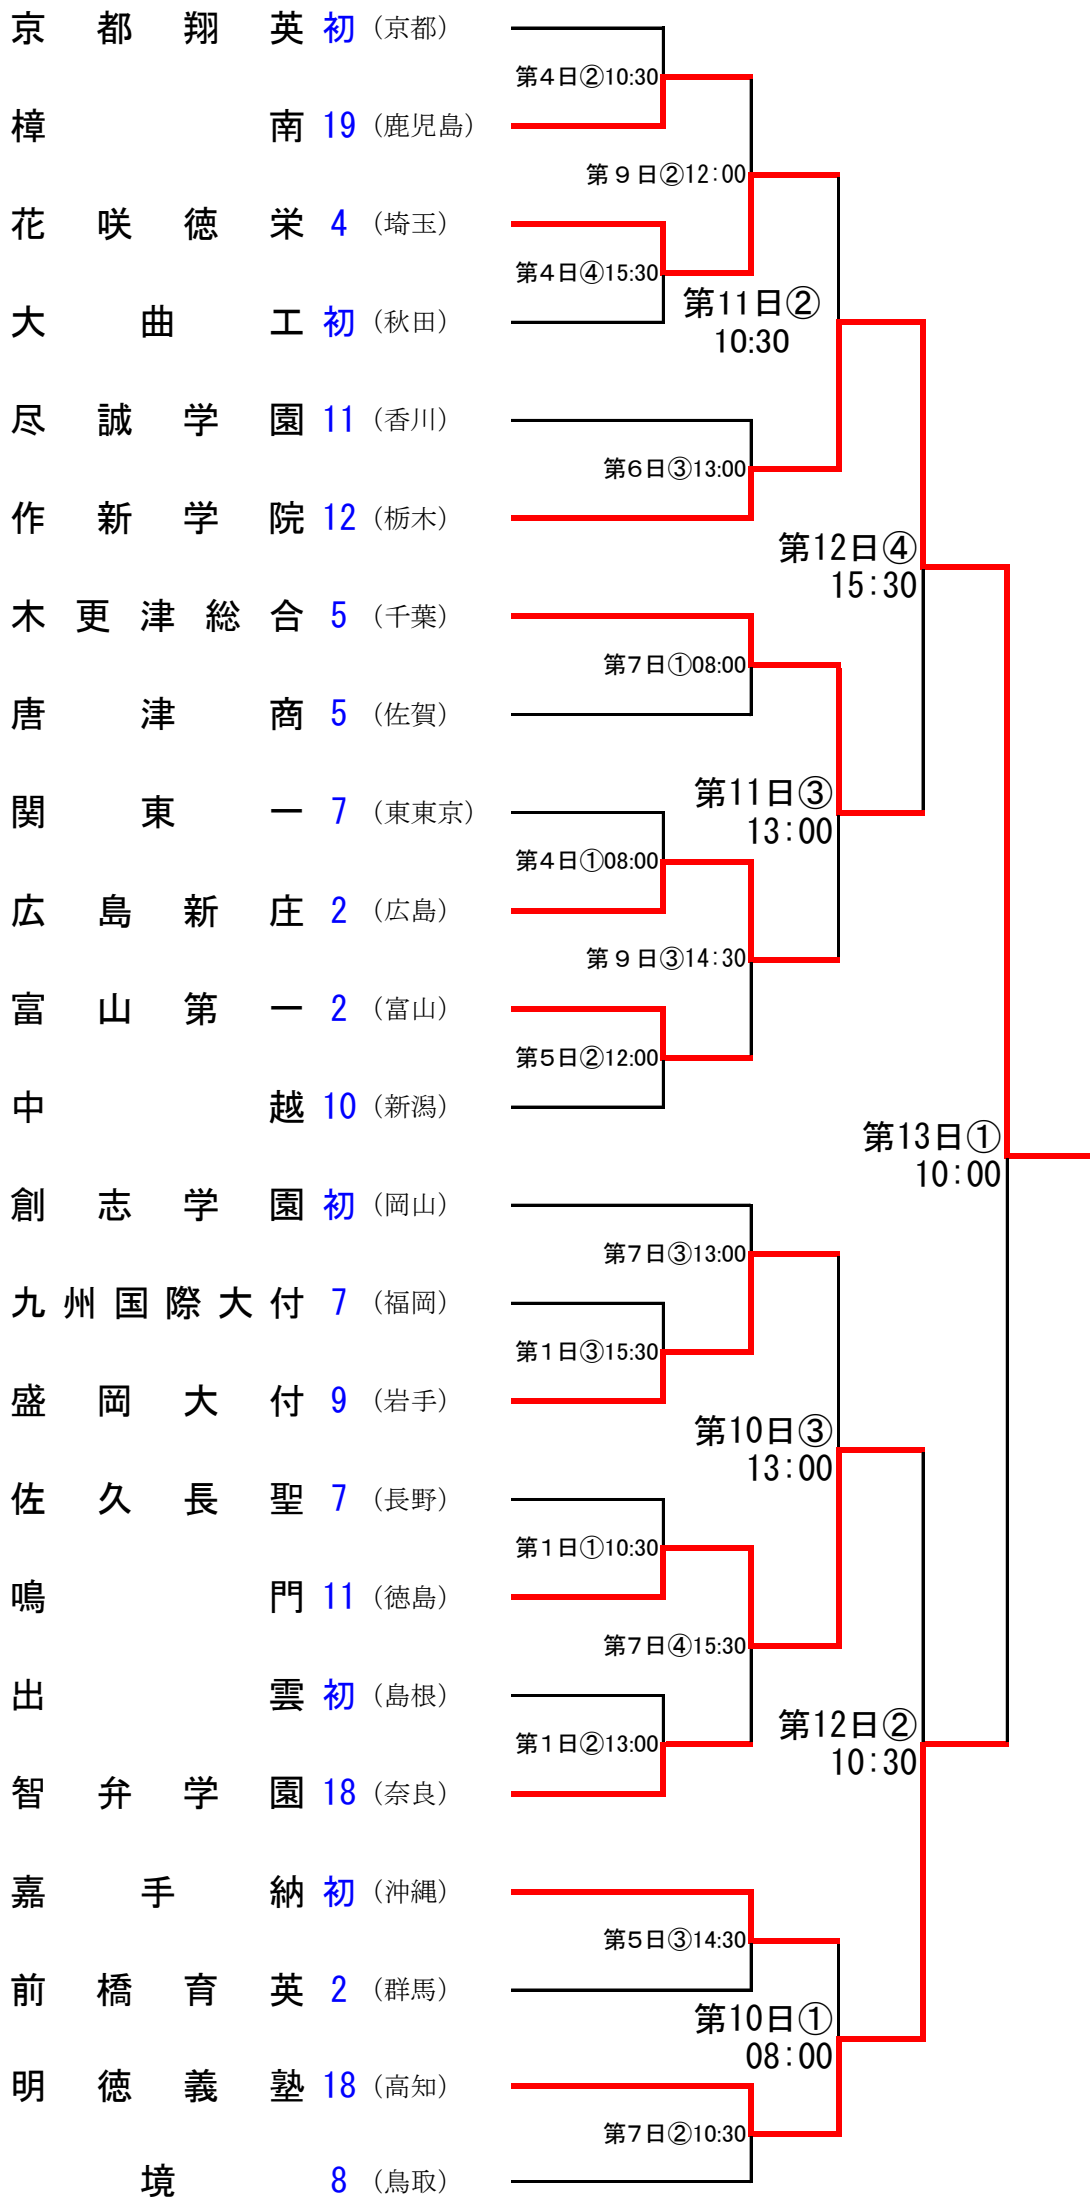 京都翔英 初 （京都）
第4日②10:30
樟南 19 （鹿児島）
第9日②12:00
花咲徳栄 4 （埼玉）
第4日④15:30
第11日②
10:30
大曲工 初 （秋田）
尽誠学園 11 （香川）
第6日③13:00
作新学院 12 （栃木）
第12日④
15:30
木更津総合 5 （千葉）
第7日①08:00
唐津商 5 （佐賀）
第11日③
13:00
関東一 7 （東東京）
第4日①08:00
広島新庄 2 （広島）
第9日③14:30
富山第一 2 （富山）
第5日②12:00
中越 10 （新潟）
第13日①
10:00
創志学園 初 （岡山）
第7日③13:00
九州国際大付 7 （福岡）
第1日③15:30
盛岡大付 9 （岩手）
第10日③
13:00
佐久長聖 7 （長野）
第1日①10:30
鳴門 11 （徳島）
第7日④15:30
出雲 初 （島根）
第12日②
10:30
第1日②13:00
智弁学園 18 （奈良）
嘉手納 初 （沖縄）
第5日③14:30
前橋育英 2 （群馬）
第10日①
08:00
明徳義塾 18 （高知）
第7日②10:30
境 8 （鳥取）